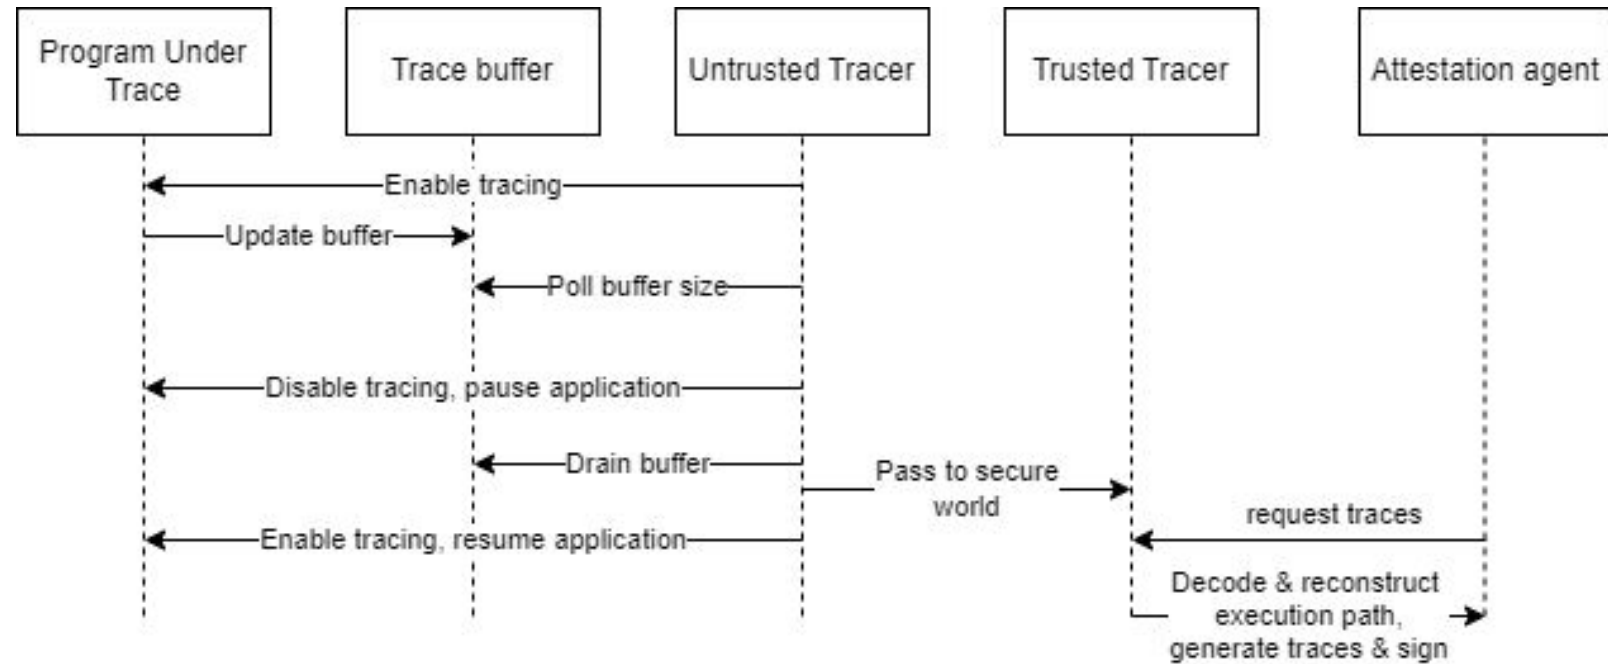 Program Under
Trace
Trace buffer
Untrusted Tracer
Trusted Tracer
Attestation agent
Enable tracing
Update buffer
Poll buffer size
Disable tracing, pause application
Drain buffer
Pass to secure
world
request traces
Enable tracing, resume application
Decode & reconstruct
execution path,
generate traces & sign